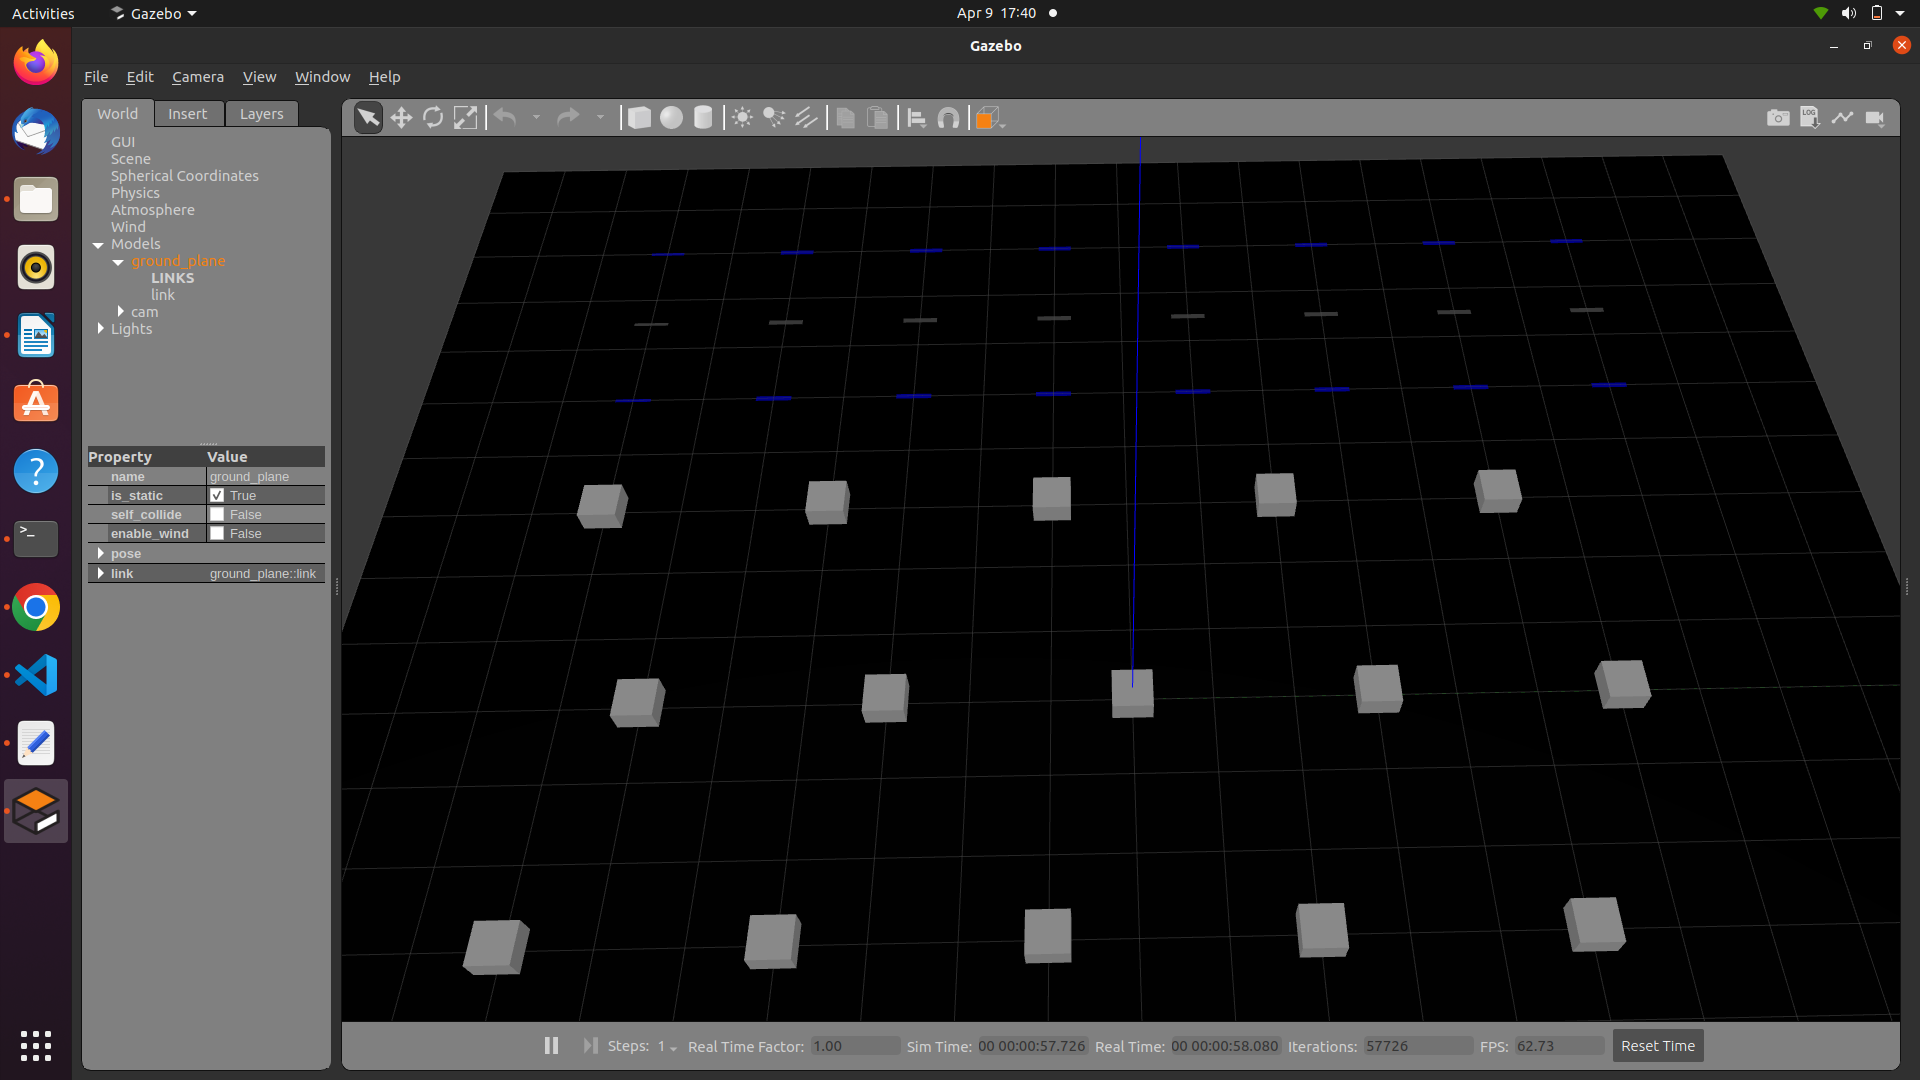 Activities Gazebo Apr 9 17:40
Gazebo
File Edit Camera View Window Help
World Insert Layers
GUI
Scene
Spherical Coordinates
Physics
Atmosphere
Wind
Models
ground_plane
LINKS
link
cam
Lights
Property Value
name ground_plane
is_static True
self_collide False
enable_wind False
pose
link ground_plane::link
LOG
Steps: 1 Real Time Factor: 1.00 Sim Time: 00 00:00:57.726 Real Time: 00 00:00:58.080 Iterations: 57726 FPS: 62.73 Reset Time